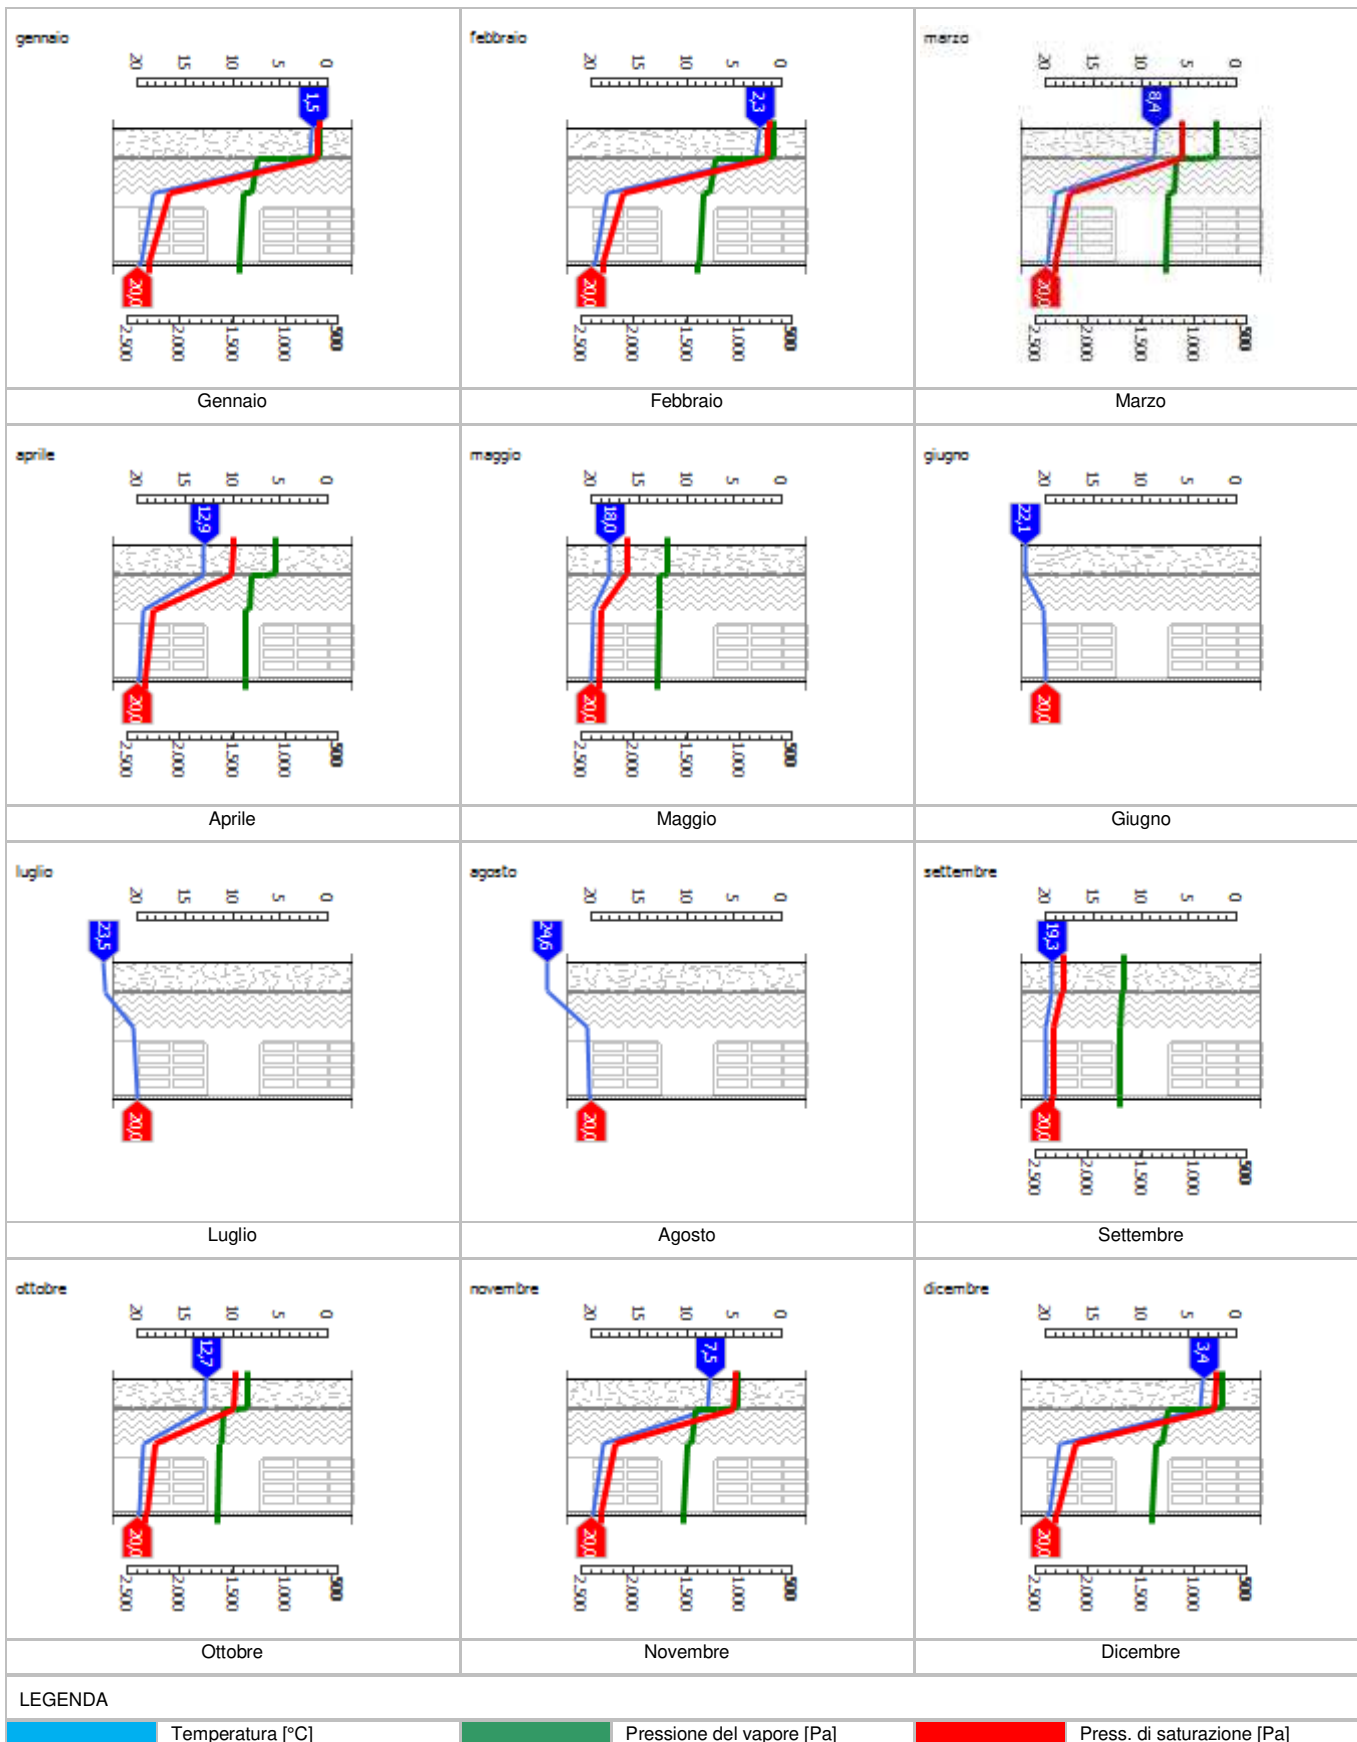 gennaio
20 15 10 5 0
1,5
20,0
2.500 2.000 1.500 1.000 500
Gennaio
febbraio
20 15 10 5 0
2,3
20,0
2.500 2.000 1.500 1.000 500
Febbraio
marzo
20 15 10 5 0
8,4
20,0
2.500 2.000 1.500 1.000 500
Marzo
aprile
20 15 10 5 0
12,9
20,0
2.500 2.000 1.500 1.000 500
Aprile
maggio
20 15 10 5 0
18,0
20,0
2.500 2.000 1.500 1.000 500
Maggio
giugno
20 15 10 5 0
22,1
20,0
Giugno
luglio
20 15 10 5 0
23,5
20,0
Luglio
agosto
20 15 10 5 0
24,6
20,0
Agosto
settembre
20 15 10 5 0
19,3
20,0
2.500 2.000 1.500 1.000 500
Settembre
ottobre
20 15 10 5 0
12,7
20,0
2.500 2.000 1.500 1.000 500
Ottobre
novembre
20 15 10 5 0
7,5
20,0
2.500 2.000 1.500 1.000 500
Novembre
dicembre
20 15 10 5 0
3,4
20,0
2.500 2.000 1.500 1.000 500
Dicembre
LEGENDA
Temperatura [°C]
Pressione del vapore [Pa]
Press. di saturazione [Pa]